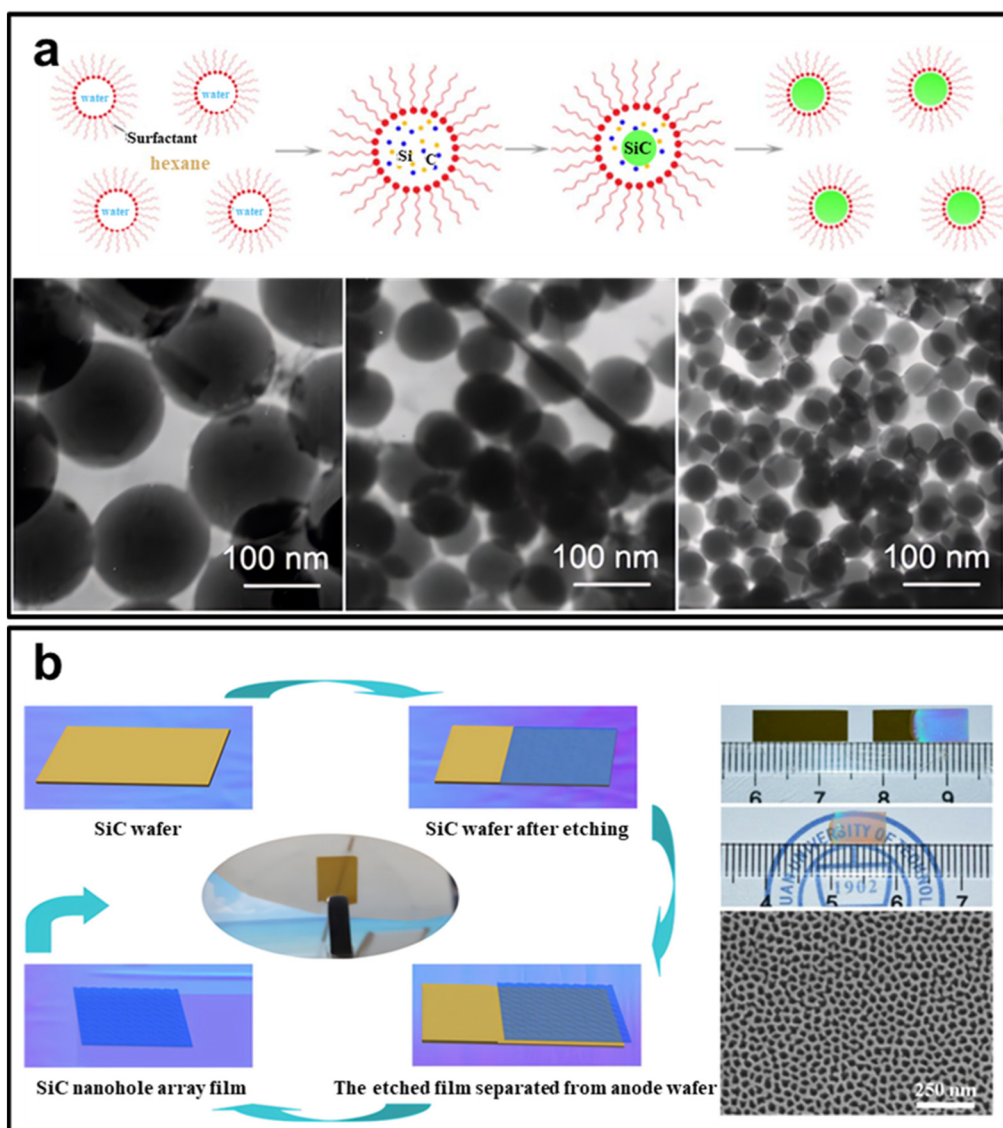 a
water
water
Surfactant
hexane
water
water
Si
C
SiC
100 nm
100 nm
100 nm
b
SiC wafer
SiC wafer after etching
6 7 8 9
UNIVERSITY OF
1902
4 5 6 7
SiC nanohole array film
The etched film separated from anode wafer
250 nm